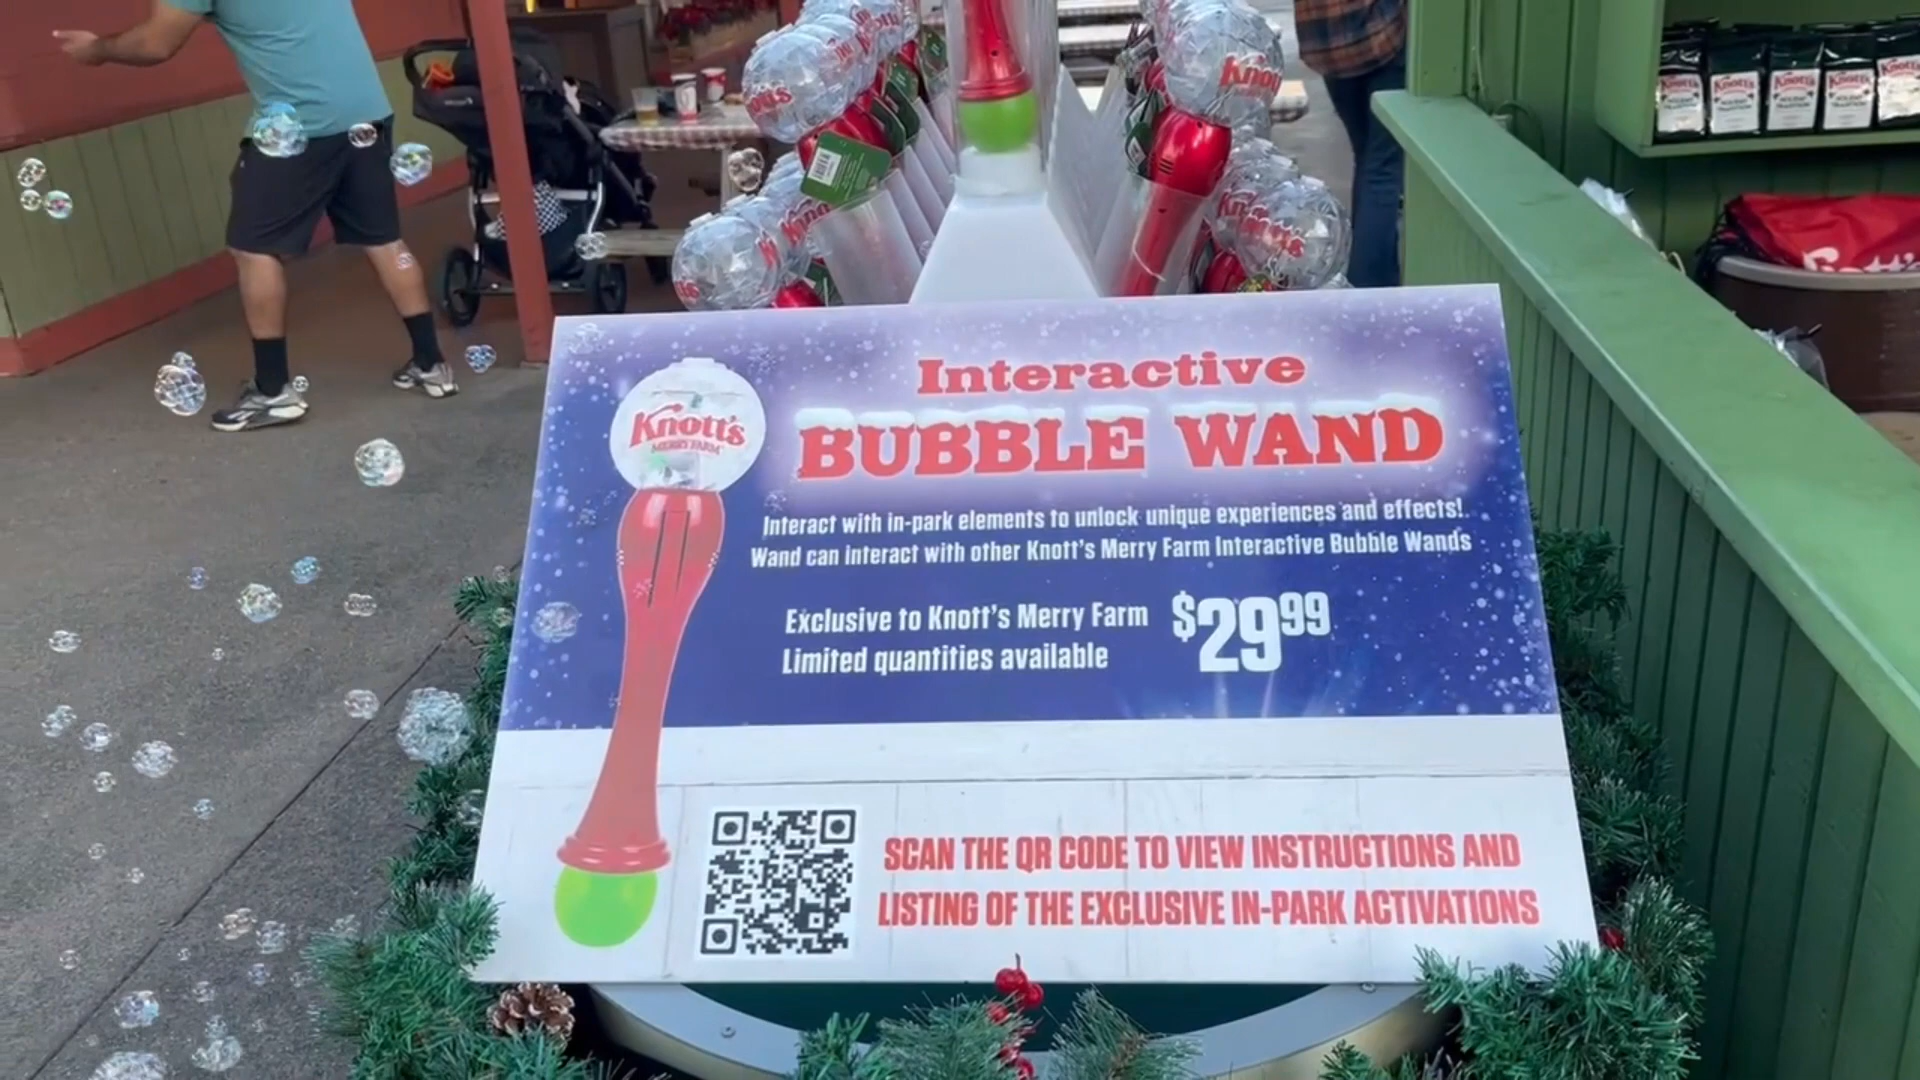 Knott's
Knott's
Knott's
Knott's
Knott's
Interactive
BUBBLE WAND
Knott's
MERRY FARM
Interact with in-park elements to unlock unique experiences and effects!
Wand can interact with other Knott's Merry Farm Interactive Bubble Wands
Exclusive to Knott's Merry Farm $29.99
Limited quantities available
SCAN THE QR CODE TO VIEW INSTRUCTIONS AND
LISTING OF THE EXCLUSIVE IN-PARK ACTIVATIONS